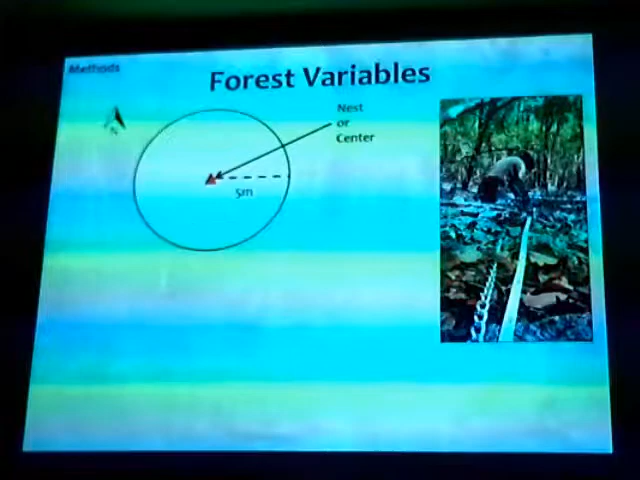 Methods
Forest Variables
Nest
or
Center
5m